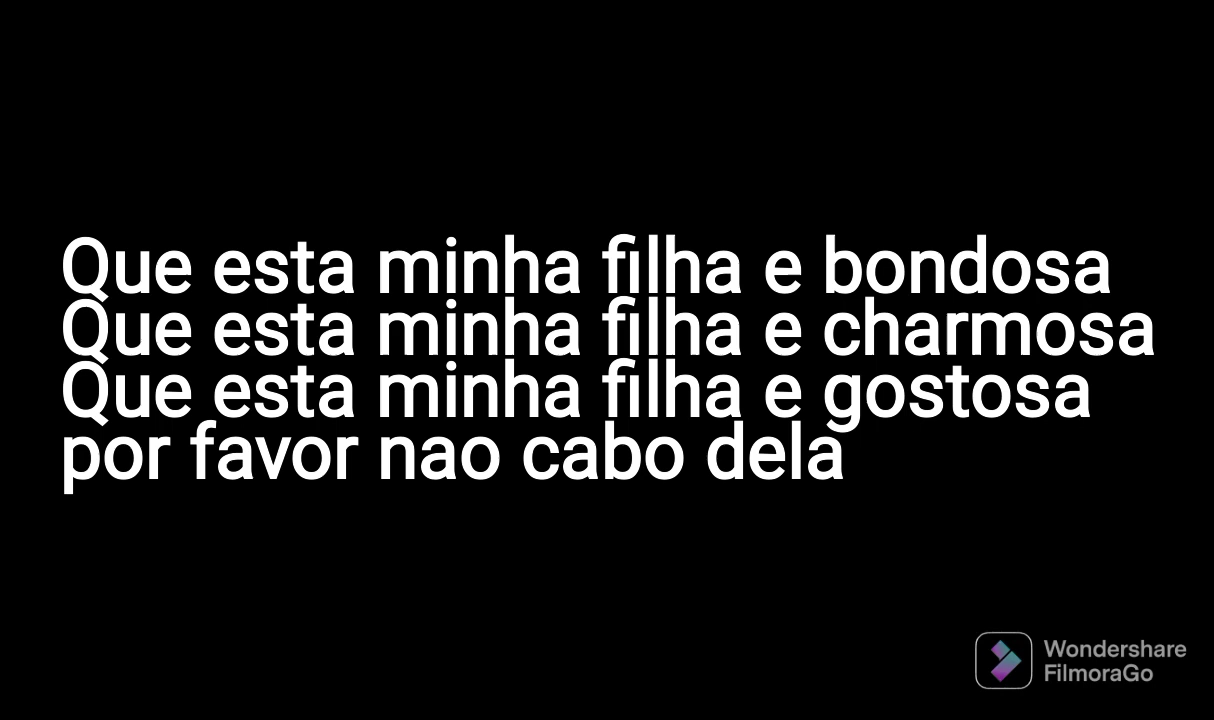 Que esta minha filha e bondosa
Que esta minha filha e charmosa
Que esta minha filha e gostosa
por favor nao cabo dela
Wondershare
FilmoraGo